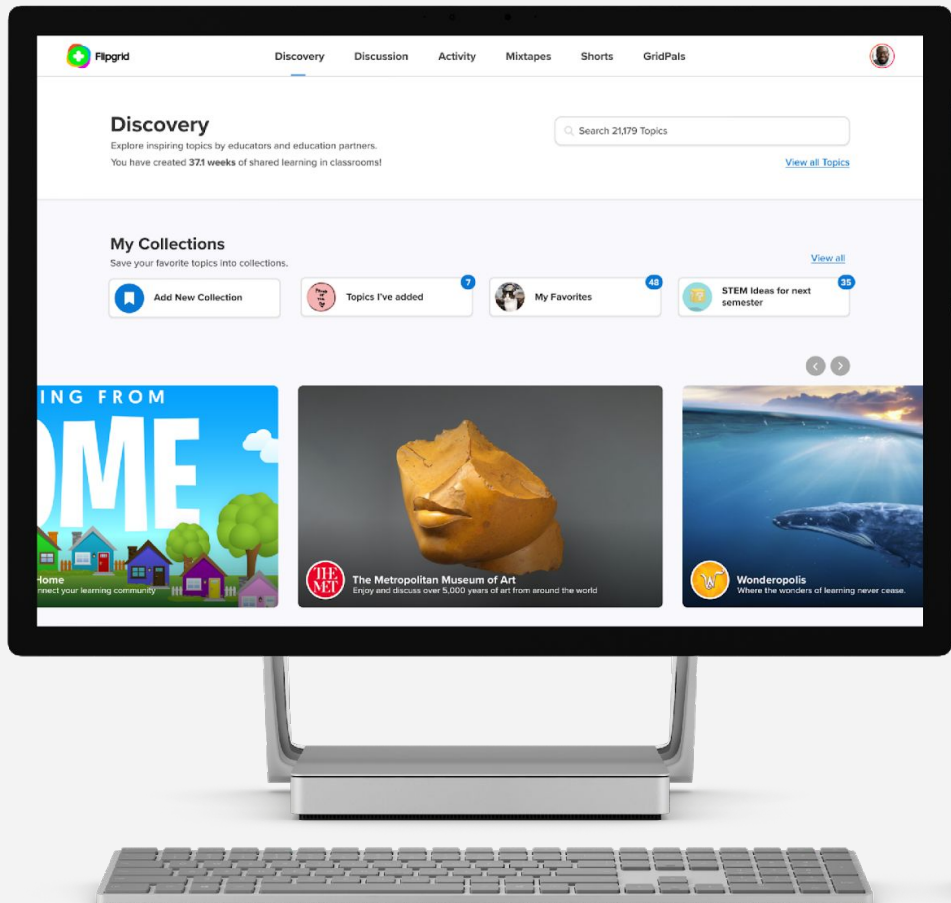 Flipgrid
Discovery Discussion Activity Mixtapes Shorts GridPals
Discovery
Explore inspiring topics by educators and education partners.
You have created 37.1 weeks of shared learning in classrooms!
Search 21,179 Topics
View all Topics
My Collections
Save your favorite topics into collections.
View all
Add New Collection
Topics I've added
7
My Favorites
48
STEM Ideas for next
semester
35
ING FROM
OME
Home
nnect your learning community
THE
MET
The Metropolitan Museum of Art
Enjoy and discuss over 5,000 years of art from around the world
W
Wonderopolis
Where the wonders of learning never cease.